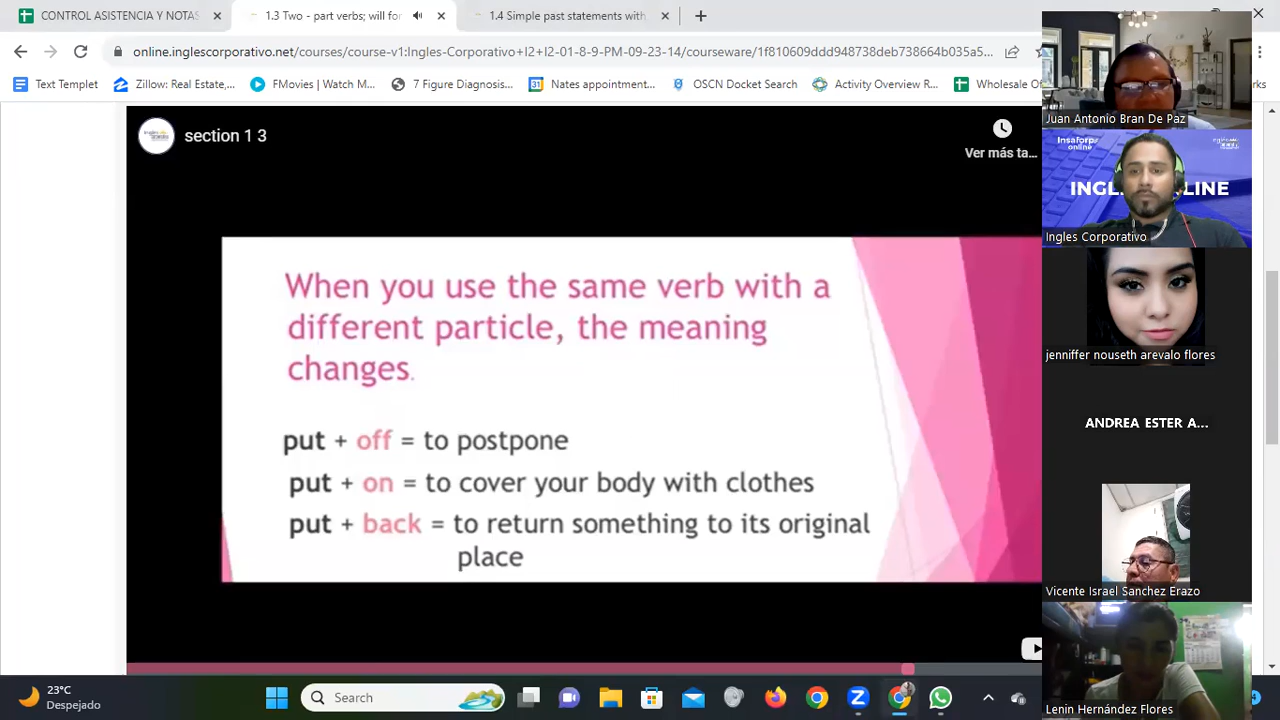 CONTROL ASISTENCIA Y NOTAS
1.3 Two - part verbs; will for
1.4 Simple past statements with
online.inglescorporativo.net/courses/course-v1:Ingles-Corporativo+I2+I2-01-8-9-PM-09-23-14/courseware/1f810609ddd948738deb738664b035a5...
Text Templet
Zillow: Real Estate,...
FMovies | Watch M...
7 Figure Designatio...
Rates appointment...
OSCN Docket Search
Activity Overview -...
Wholesale O
section 1 3
Ver más ta...
When you use the same verb with a
different particle, the meaning
changes.
put + off = to postpone
put + on = to cover your body with clothes
put + back = to return something to its original
place
Juan Antonio Bran De Paz
Insaforp
online
Ingles Corporativo
jenniffer nouseth arevalo flores
ANDREA ESTER A...
Vicente Israel Sanchez Erazo
Lenin Hernández Flores
23°C
Despejado
Search